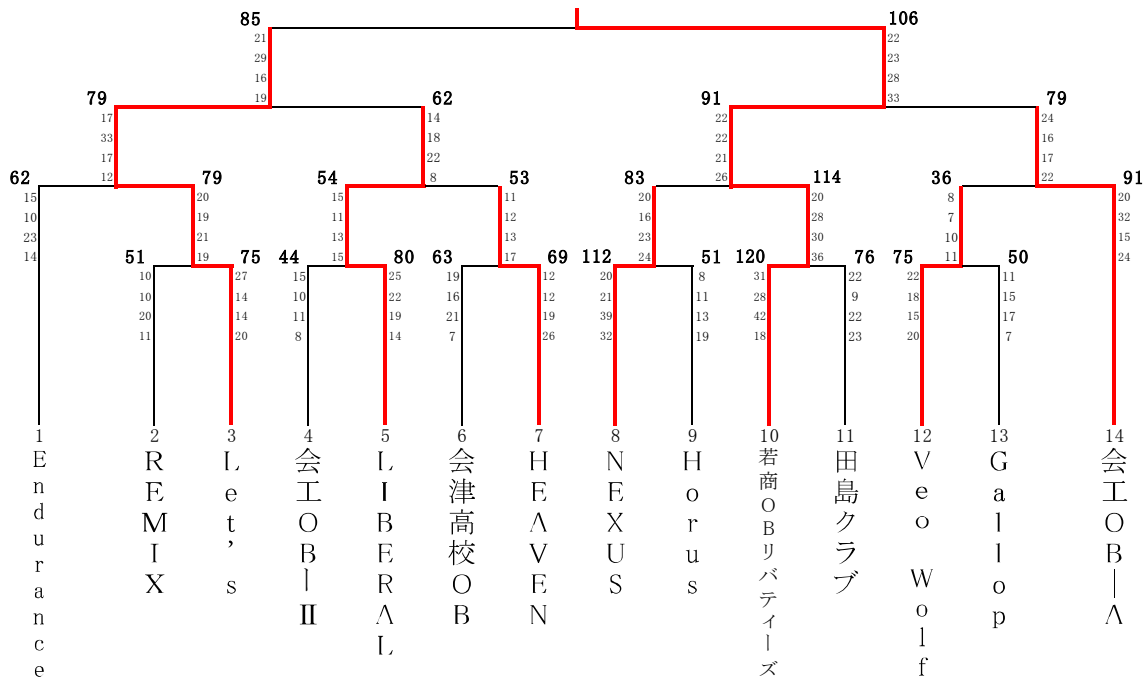 85 106
21 22
29 23
16 28
19 33
79 62 91 79
17 14 22 24
33 18 22 16
17 22 21 17
12 8 26 22
62 79 54 53 83 114 36 91
15 20 15 11 20 20 8 20
10 19 11 12 16 28 7 32
23 21 13 13 23 30 10 15
14 19 15 17 24 36 11 24
51 75 44 80 63 69 112 51 120 76 75 50
10 27 15 25 19 12 20 8 31 22 22 11
10 14 10 22 16 12 21 11 28 9 18 15
20 14 11 19 21 19 39 13 42 22 15 17
11 20 8 14 7 26 32 19 18 23 20 7
1 2 3 4 5 6 7 8 9 10 11 12 13 14
Endurance
REMIX
Let's
会工OB-Ⅱ
LIBERAL
会津高校OB
HEAVEN
NEXUS
Horus
若商OBリバティーズ
田島クラブ
Veo Wolf
Gallop
会工OB-A